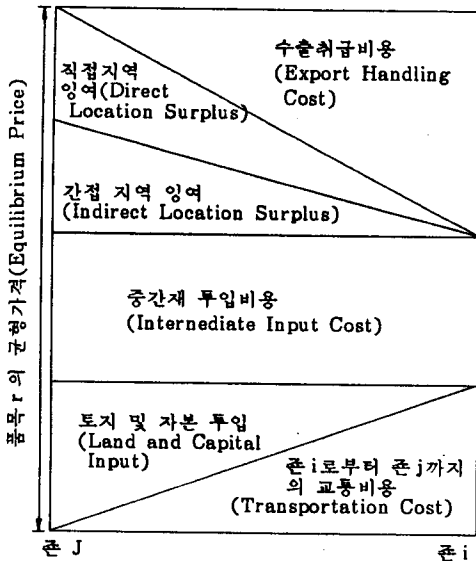 품목 r 의 균형가격(Equilibrium Price)
수출취급비용
(Export Handling
Cost)
직접지역
잉여(Direct
Location Surplus)
간접 지역 잉여
(Indirect Location Surplus)
중간재 투입비용
(Internediate Input Cost)
토지 및 자본 투입
(Land and Capital
Input)
존 i로부터 존 j까지
의 교통비용
(Transportation Cost)
존 J
존 i